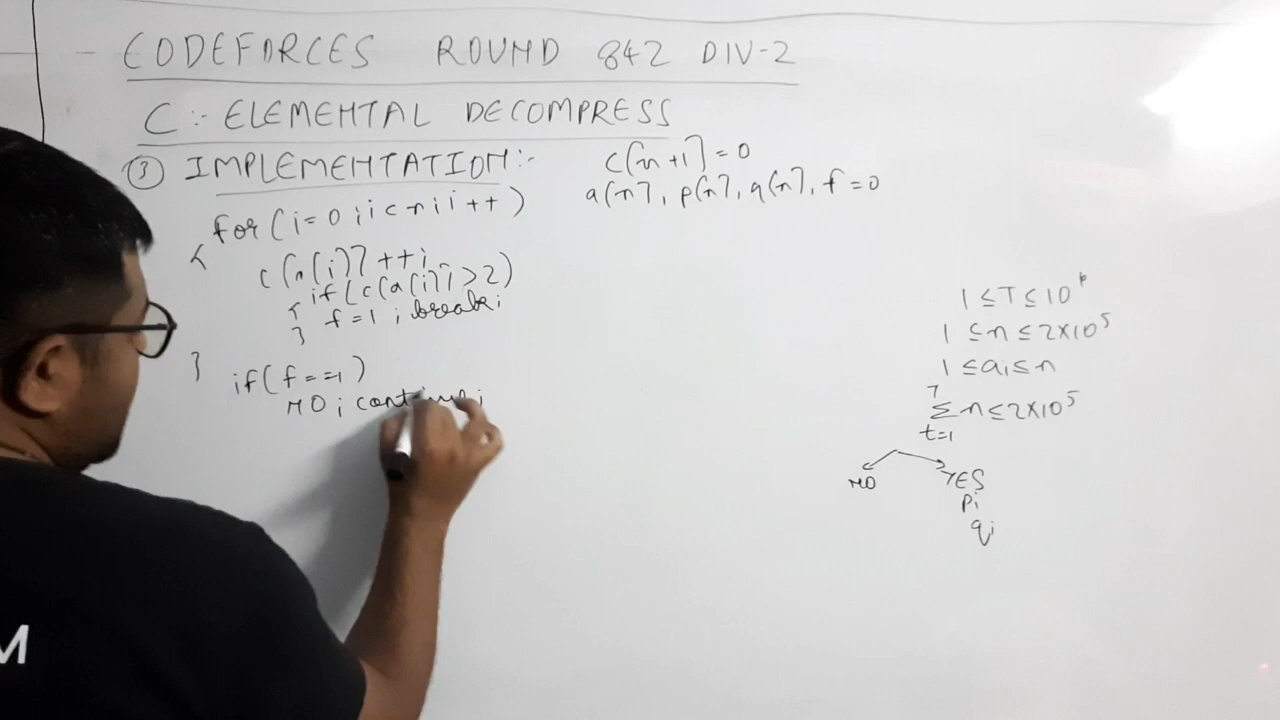 CODEFORCES ROUND 842 DIV-2
C:- ELEMENTAL DECOMPRESS
③ IMPLEMENTATION:-
c[n+1]=0
a[n], p[n], q[n], f=0
for(i=0;i<n;i++)
{
c[a[i]]++;
if(c[a[i]]>2)
{ f=1; break;
}
}
if(f==1)
NO; continue;
1≤T≤10⁴
1≤n≤2×10⁵
1≤ai≤n
T
Σn≤2×10⁵
t=1
NO YES
pi
qi
M